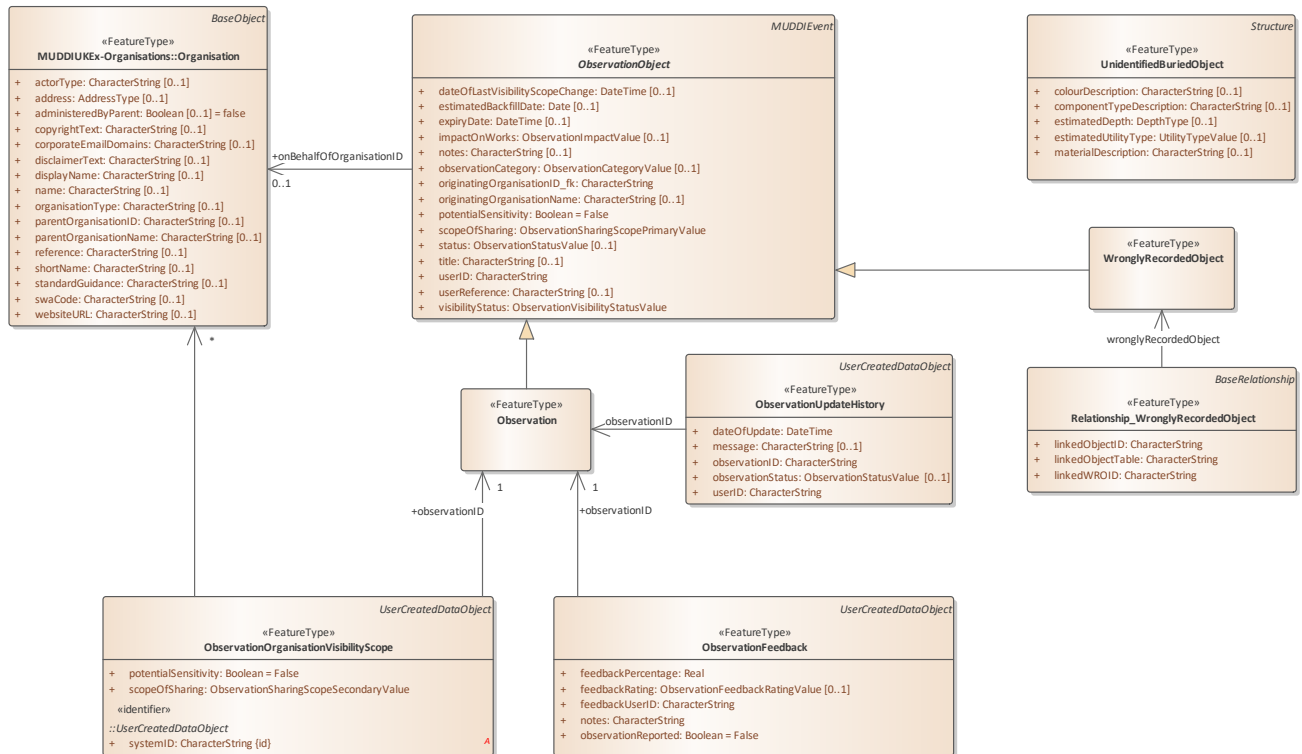 BaseObject
«FeatureType»
MUDDIUKEx-Organisations::Organisation
+ actorType: CharacterString [0..1]
+ address: AddressType [0..1]
+ administeredByParent: Boolean [0..1] = false
+ copyrightText: CharacterString [0..1]
+ corporateEmailDomains: CharacterString [0..1]
+ disclaimerText: CharacterString [0..1]
+ displayName: CharacterString [0..1]
+ name: CharacterString [0..1]
+ organisationType: CharacterString [0..1]
+ parentOrganisationID: CharacterString [0..1]
+ parentOrganisationName: CharacterString [0..1]
+ reference: CharacterString [0..1]
+ shortName: CharacterString [0..1]
+ standardGuidance: CharacterString [0..1]
+ swaCode: CharacterString [0..1]
+ websiteURL: CharacterString [0..1]
+onBehalfOfOrganisationID
0..1
MUDDIEvent
«FeatureType»
ObservationObject
+ dateOfLastVisibilityScopeChange: DateTime [0..1]
+ estimatedBackfillDate: Date [0..1]
+ expiryDate: DateTime [0..1]
+ impactOnWorks: ObservationImpactValue [0..1]
+ notes: CharacterString [0..1]
+ observationCategory: ObservationCategoryValue [0..1]
+ originatingOrganisationID_fk: CharacterString
+ originatingOrganisationName: CharacterString [0..1]
+ potentialSensitivity: Boolean = False
+ scopeOfSharing: ObservationSharingScopePrimaryValue
+ status: ObservationStatusValue [0..1]
+ title: CharacterString [0..1]
+ userID: CharacterString
+ userReference: CharacterString [0..1]
+ visibilityStatus: ObservationVisibilityStatusValue
Structure
«FeatureType»
UnidentifiedBuriedObject
+ colourDescription: CharacterString [0..1]
+ componentTypeDescription: CharacterString [0..1]
+ estimatedDepth: DepthType [0..1]
+ estimatedUtilityType: UtilityTypeValue [0..1]
+ materialDescription: CharacterString [0..1]
«FeatureType»
WronglyRecordedObject
wronglyRecordedObject
BaseRelationship
«FeatureType»
Relationship_WronglyRecordedObject
+ linkedObjectID: CharacterString
+ linkedObjectTable: CharacterString
+ linkedWROID: CharacterString
*
«FeatureType»
Observation
observationID
UserCreatedDataObject
«FeatureType»
ObservationUpdateHistory
+ dateOfUpdate: DateTime
+ message: CharacterString [0..1]
+ observationID: CharacterString
+ observationStatus: ObservationStatusValue [0..1]
+ userID: CharacterString
1
+observationID
1
+observationID
UserCreatedDataObject
«FeatureType»
ObservationOrganisationVisibilityScope
+ potentialSensitivity: Boolean = False
+ scopeOfSharing: ObservationSharingScopeSecondaryValue
«identifier»
::UserCreatedDataObject
+ systemID: CharacterString {id}
A
UserCreatedDataObject
«FeatureType»
ObservationFeedback
+ feedbackPercentage: Real
+ feedbackRating: ObservationFeedbackRatingValue [0..1]
+ feedbackUserID: CharacterString
+ notes: CharacterString
+ observationReported: Boolean = False